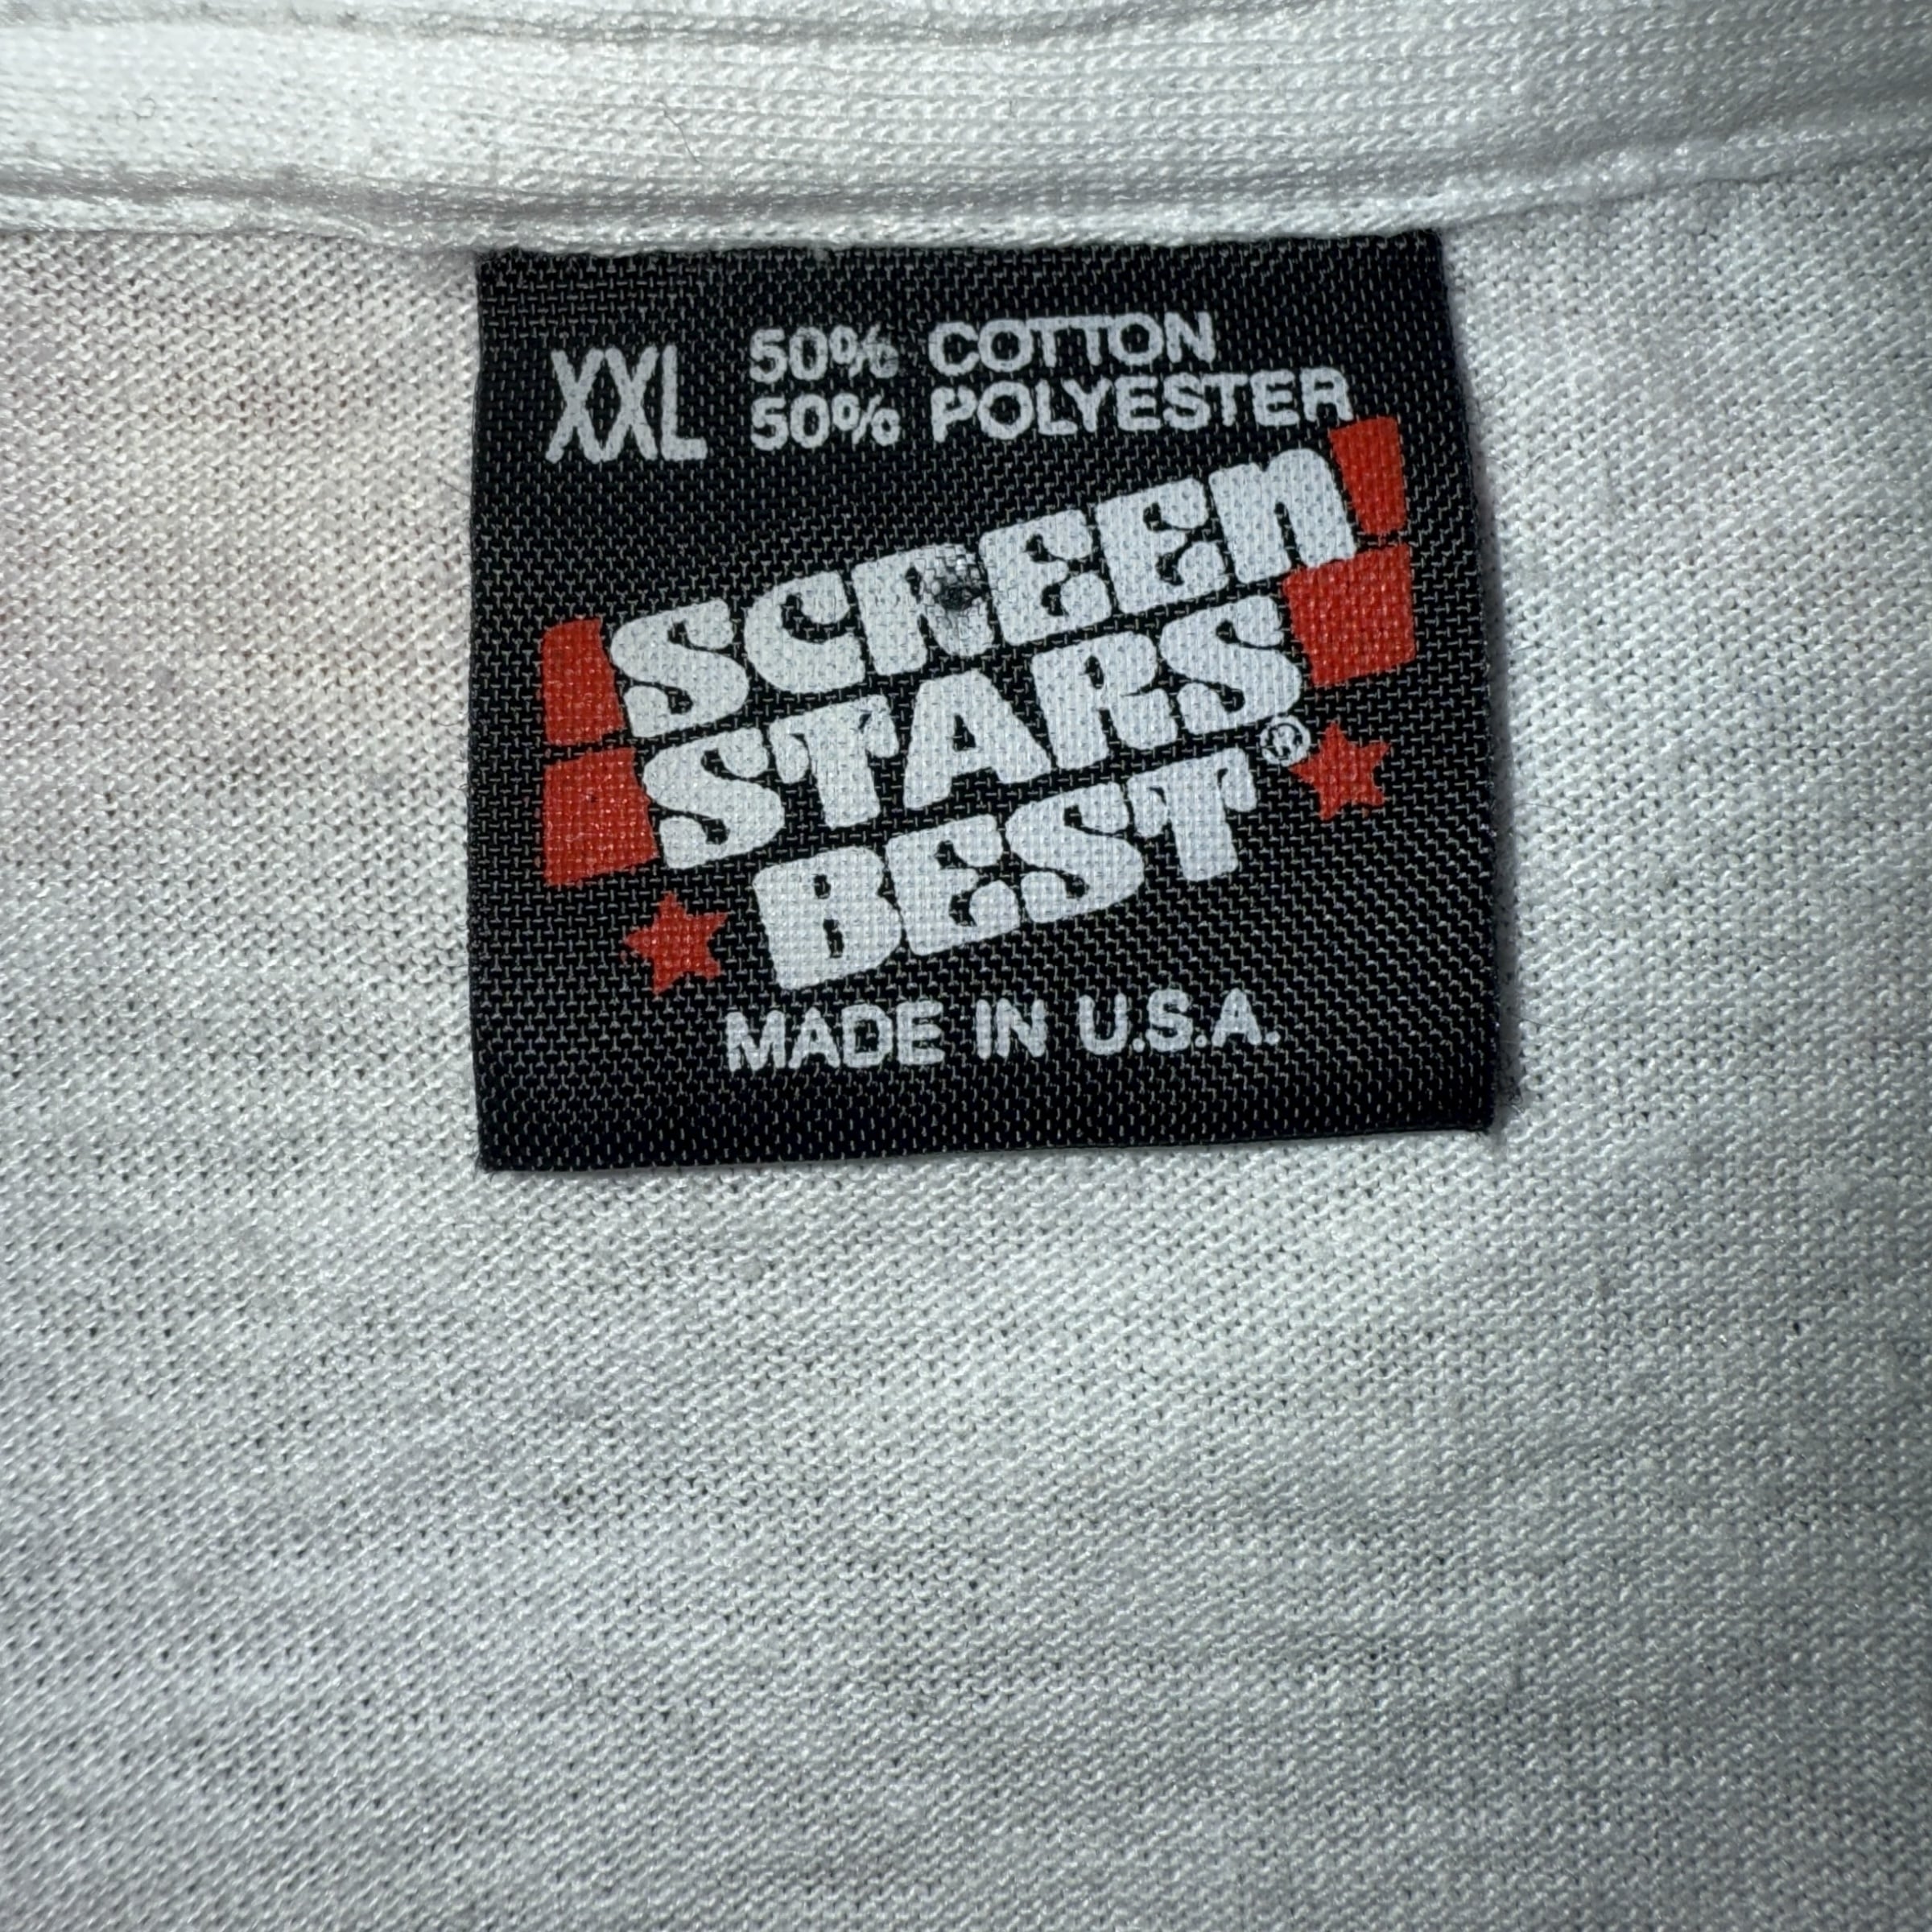 XXL
50% COTTON
50% POLYESTER
SCREEN
STARS
BEST®
MADE IN U.S.A.